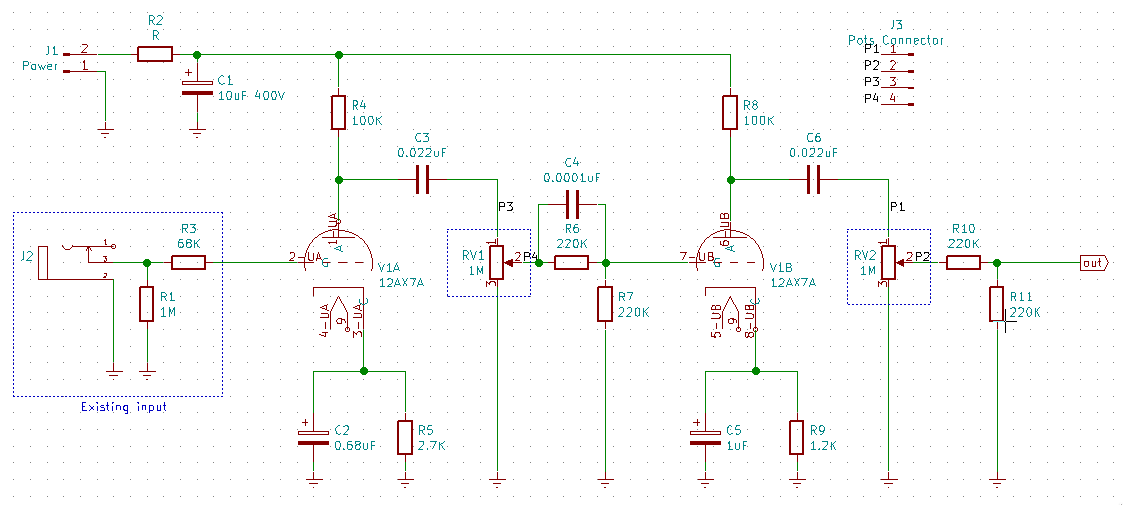 J1
Power
2
1
R2
R
+
C1
10uF 400V
R4
100K
C3
0.022uF
C4
0.0001uF
R8
100K
C6
0.022uF
J3
Pots Connector
P1 1
P2 2
P3 3
P4 4
J2
1
3
2
R1
1M
R3
68K
Existing input
2-UA
1-UA
A
G
V1A
12AX7A
4-UA
9
3-UA
C
+
C2
0.68uF
R5
2.7K
P3
RV1
1M
1
2
3
P4
R6
220K
R7
220K
7-UB
6-UB
A
G
V1B
12AX7A
5-UB
9
8-UB
C
+
C5
1uF
R9
1.2K
P1
RV2
1M
1
2
3
P2
R10
220K
R11
220K
out